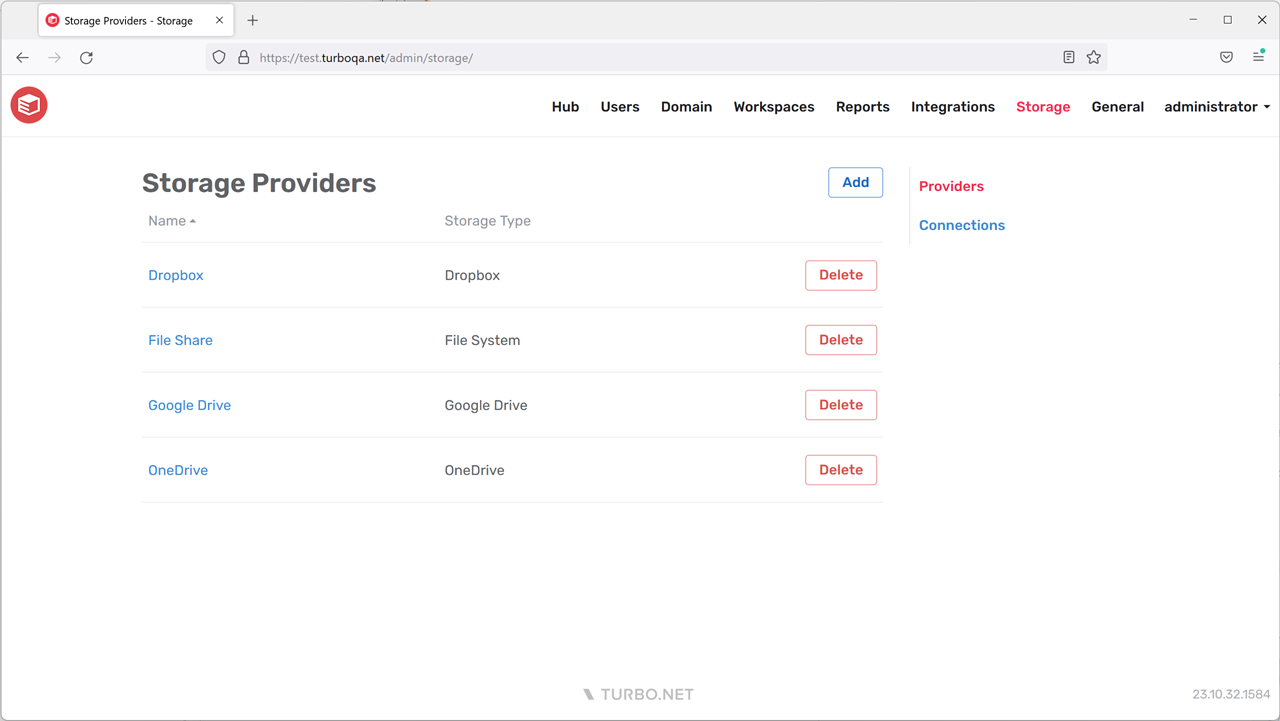 Storage Providers - Storage
https://test.turboqa.net/admin/storage/
Hub Users Domain Workspaces Reports Integrations Storage General administrator
Storage Providers
Add
Providers
Connections
Name Storage Type
Dropbox Dropbox Delete
File Share File System Delete
Google Drive Google Drive Delete
OneDrive OneDrive Delete
TURBO.NET
23.10.32.1584